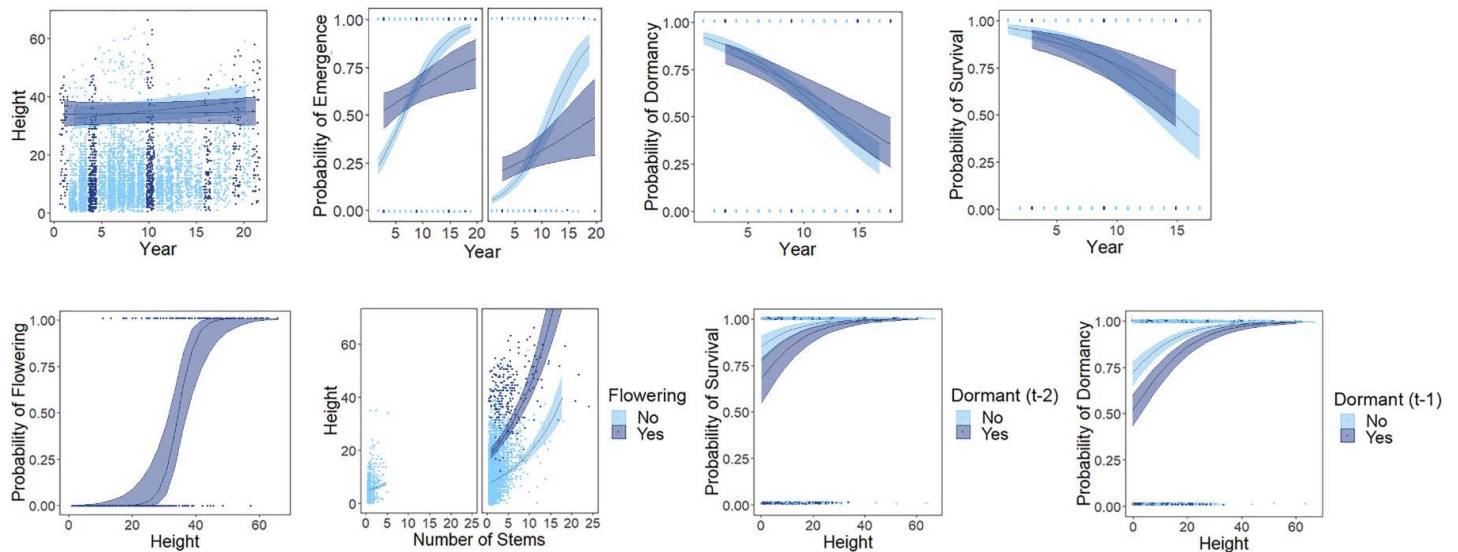 Height
60
40
20
0
0 5 10 15 20
Year
Probability of Emergence
1.00
0.75
0.50
0.25
0.00
5 10 15 20 5 10 15 20
Year
Probability of Dormancy
1.00
0.75
0.50
0.25
0.00
0 5 10 15
Year
Probability of Survival
1.00
0.75
0.50
0.25
0.00
0 5 10 15
Year
Probability of Flowering
1.00
0.75
0.50
0.25
0.00
0 20 40 60
Height
Height
60
40
20
0
0 5 10 15 20 25 0 5 10 15 20 25
Number of Stems
Flowering
No
Yes
Probability of Survival
1.00
0.75
0.50
0.25
0.00
0 20 40 60
Height
Dormant (t-2)
No
Yes
Probability of Dormancy
1.00
0.75
0.50
0.25
0.00
0 20 40 60
Height
Dormant (t-1)
No
Yes